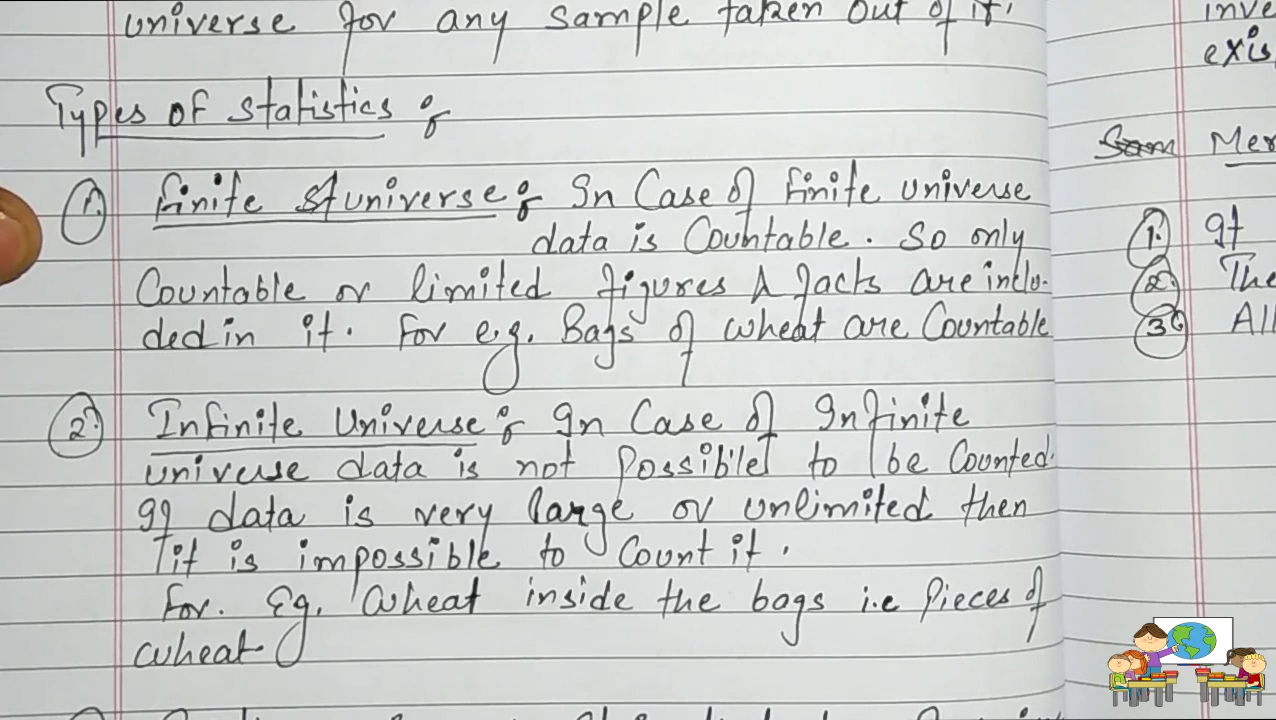 universe for any sample taken out of it.
Types of statistics :
1. finite universe : In Case of finite universe
data is Countable. So only
Countable or limited figures & facts are inclu-
ded in it. For e.g. Bags of wheat are Countable
2. Infinite Universe : In Case of Infinite
universe data is not possible to be Counted.
If data is very large or unlimited then
it is impossible to Count it.
For. Eg. Wheat inside the bags i.e Pieces of
wheat
inve
exis
Mer
1. It
2. The
3. All